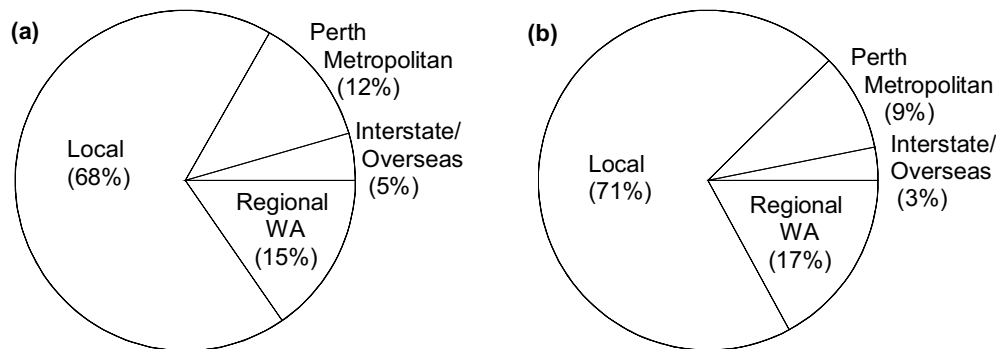 (a)
Perth
Metropolitan
(12%)
Interstate/
Overseas
(5%)
Local
(68%)
Regional
WA
(15%)
(b)
Perth
Metropolitan
(9%)
Interstate/
Overseas
(3%)
Local
(71%)
Regional
WA
(17%)